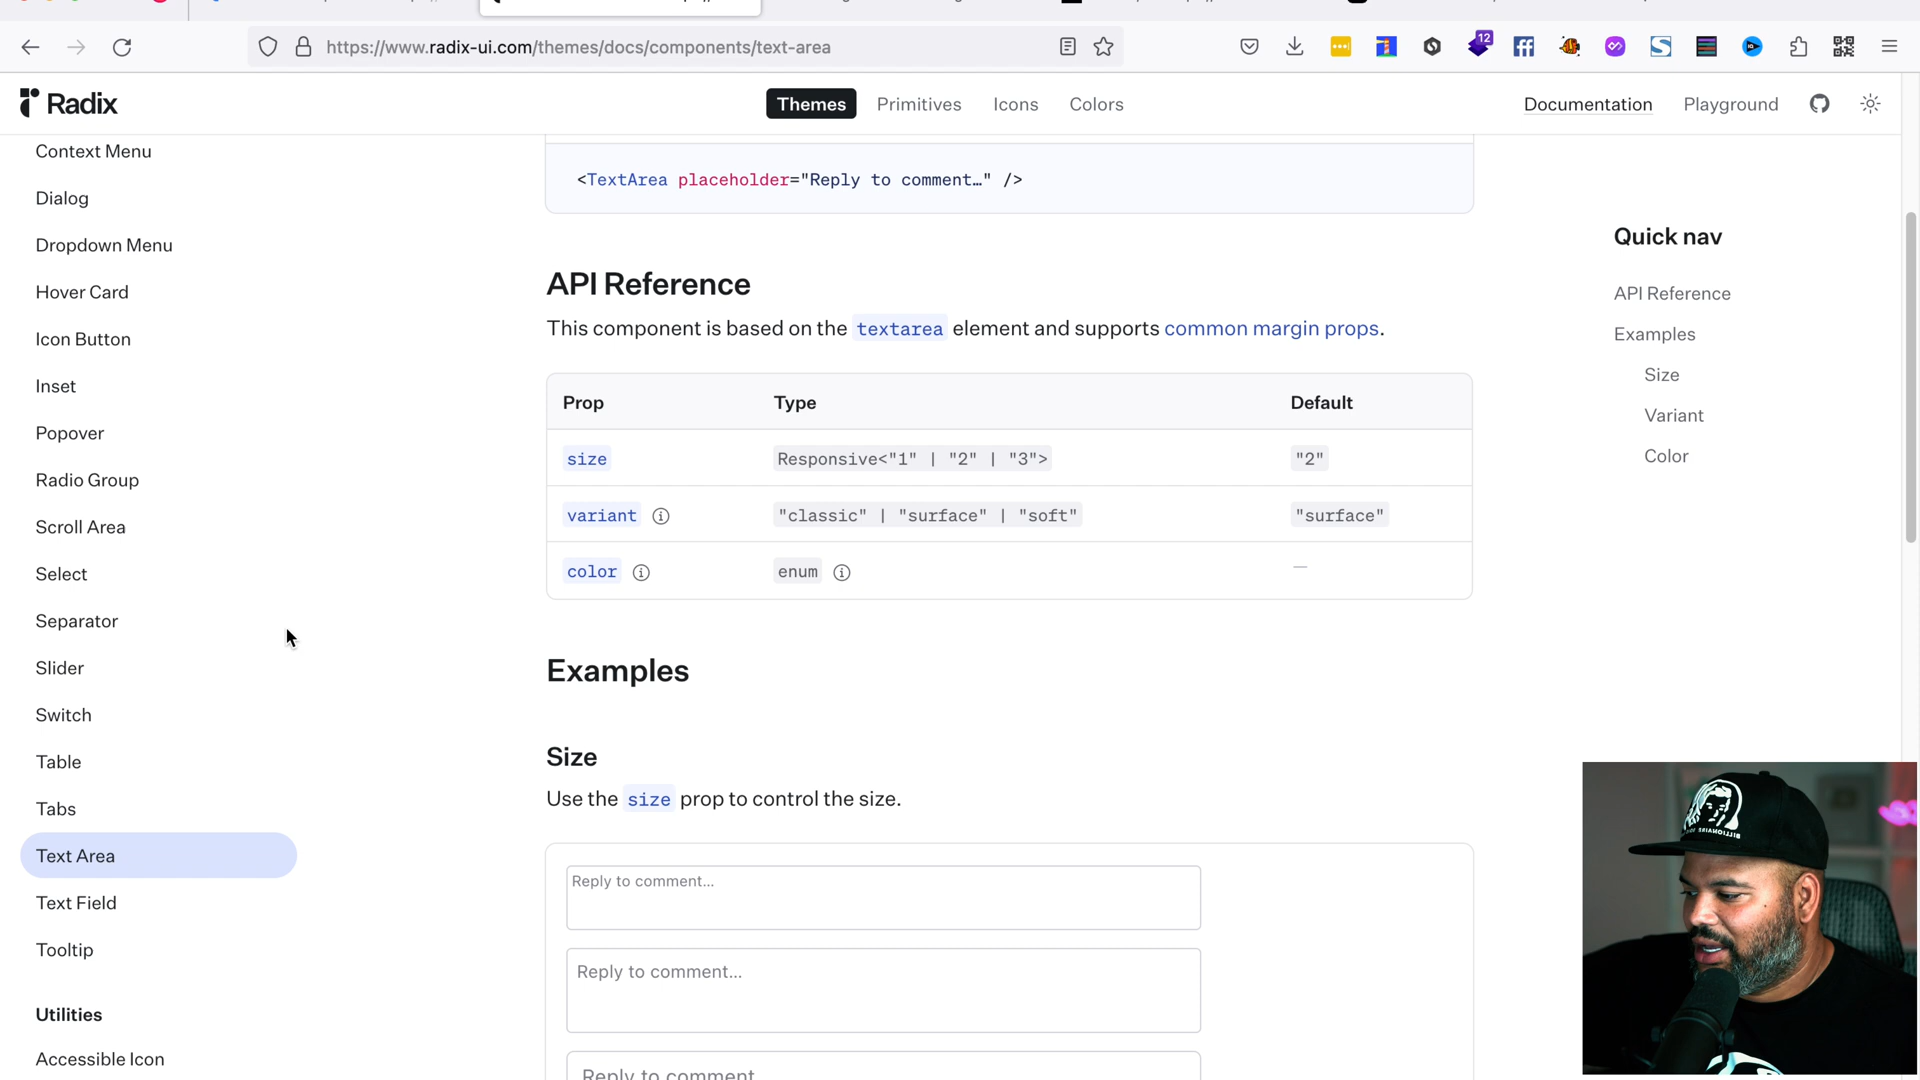 https://www.radix-ui.com/themes/docs/components/text-area
12
Radix
Themes
Primitives
Icons
Colors
Documentation
Playground
Context Menu
Dialog
Dropdown Menu
Hover Card
Icon Button
Inset
Popover
Radio Group
Scroll Area
Select
Separator
Slider
Switch
Table
Tabs
Text Area
Text Field
Tooltip
Utilities
Accessible Icon
<TextArea placeholder="Reply to comment…" />
API Reference
This component is based on the textarea element and supports common margin props.
Prop Type Default
size Responsive<"1" | "2" | "3"> "2"
variant "classic" | "surface" | "soft" "surface"
color enum —
Examples
Size
Use the size prop to control the size.
Reply to comment…
Reply to comment…
Reply to comment
Quick nav
API Reference
Examples
Size
Variant
Color